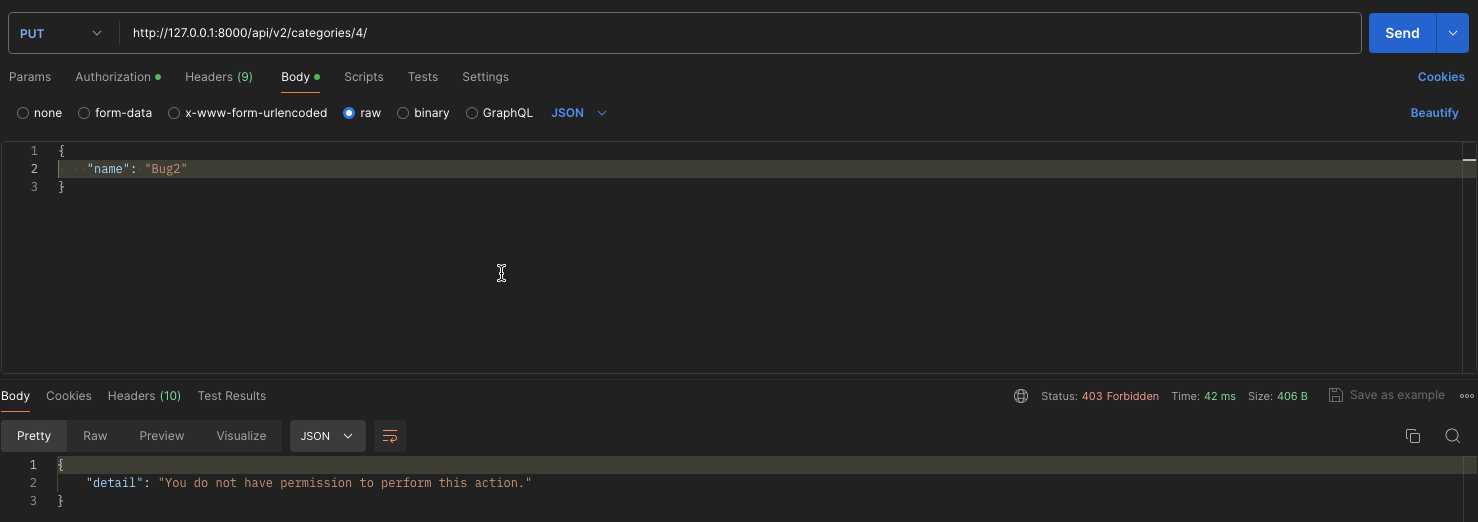 PUT http://127.0.0.1:8000/api/v2/categories/4/ Send
Params Authorization Headers (9) Body Scripts Tests Settings Cookies
none form-data x-www-form-urlencoded raw binary GraphQL JSON Beautify
1 {
2 "name": "Bug2"
3 }
Body Cookies Headers (10) Test Results Status: 403 Forbidden Time: 42 ms Size: 406 B Save as example
Pretty Raw Preview Visualize JSON
1 {
2 "detail": "You do not have permission to perform this action."
3 }